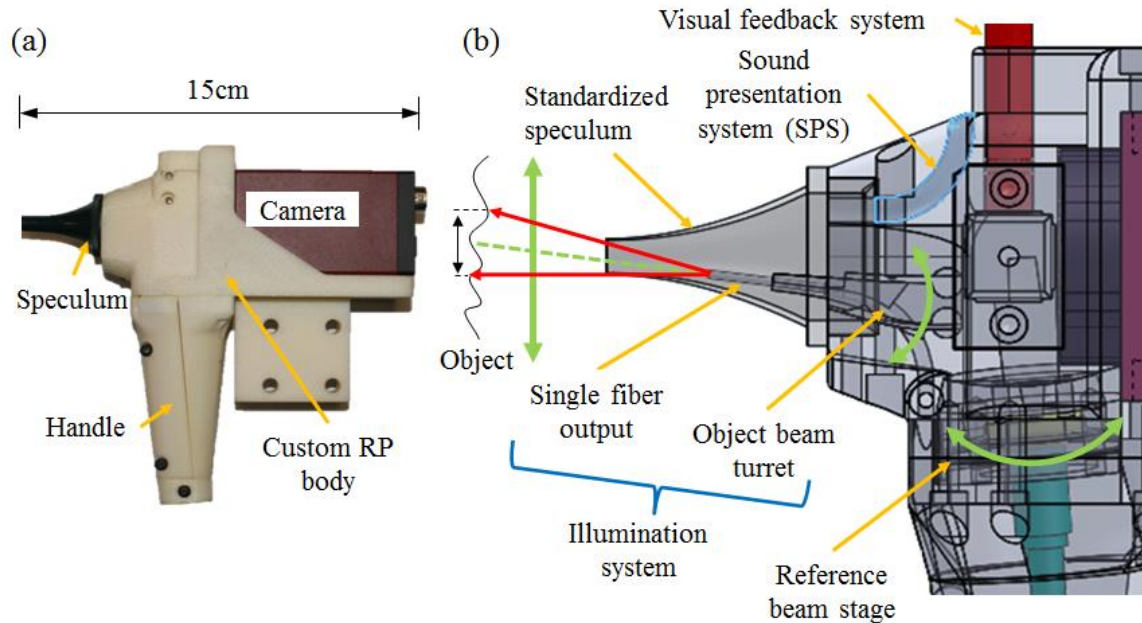 (a)
15cm
Camera
Speculum
Handle
Custom RP
body
(b)
Visual feedback system
Sound
presentation
system (SPS)
Standardized
speculum
Object
Single fiber
output
Object beam
turret
Illumination
system
Reference
beam stage